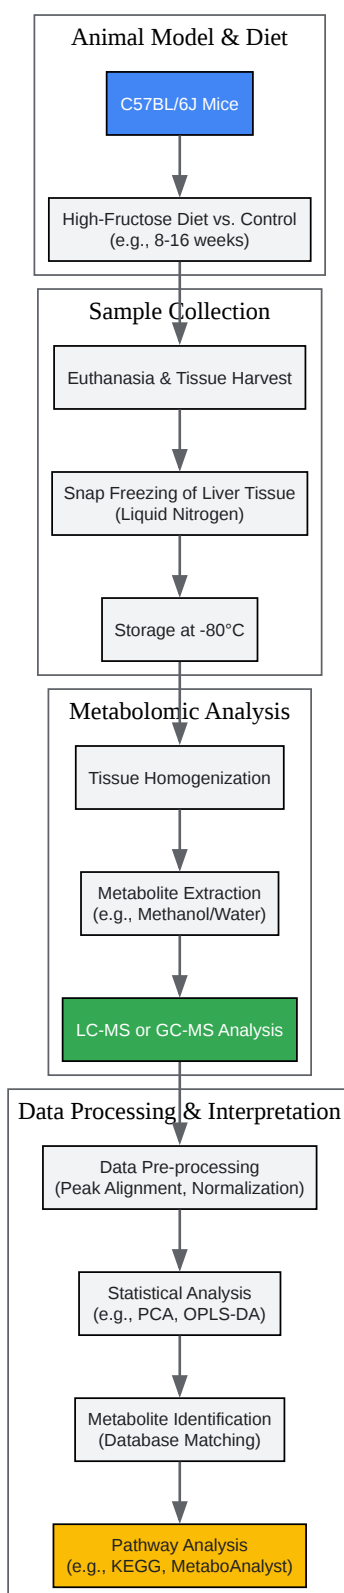 Animal Model & Diet
C57BL/6J Mice
High-Fructose Diet vs. Control
(e.g., 8-16 weeks)
Sample Collection
Euthanasia & Tissue Harvest
Snap Freezing of Liver Tissue
(Liquid Nitrogen)
Storage at -80°C
Metabolomic Analysis
Tissue Homogenization
Metabolite Extraction
(e.g., Methanol/Water)
LC-MS or GC-MS Analysis
Data Processing & Interpretation
Data Pre-processing
(Peak Alignment, Normalization)
Statistical Analysis
(e.g., PCA, OPLS-DA)
Metabolite Identification
(Database Matching)
Pathway Analysis
(e.g., KEGG, MetaboAnalyst)